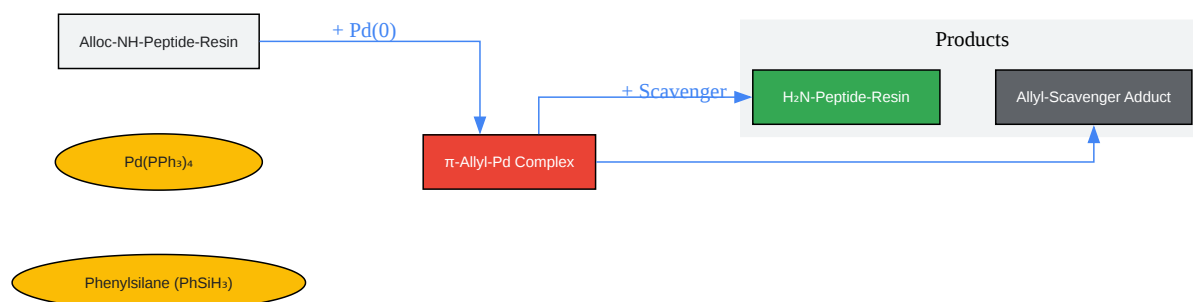 Alloc-NH-Peptide-Resin
+ Pd(0)
Products
+ Scavenger
H₂N-Peptide-Resin
Allyl-Scavenger Adduct
Pd(PPh₃)₄
π-Allyl-Pd Complex
Phenylsilane (PhSiH₃)